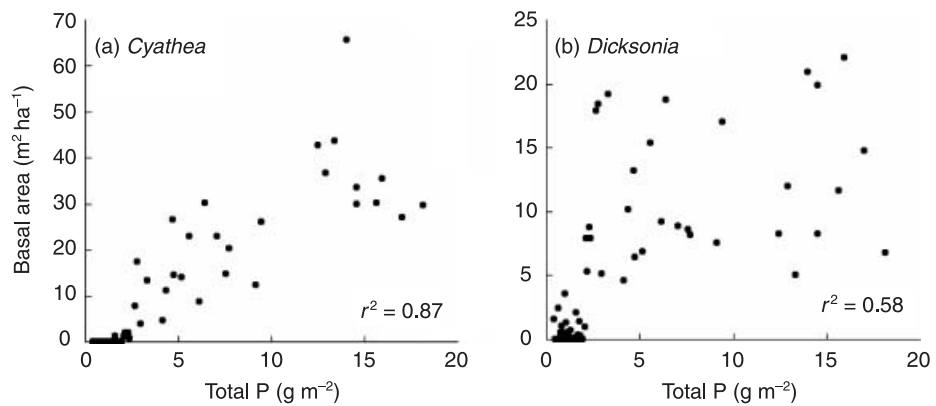 (a) Cyathea
Basal area (m² ha⁻¹)
70
60
50
40
30
20
10
0
r² = 0.87
0 5 10 15 20
Total P (g m⁻²)
(b) Dicksonia
25
20
15
10
5
0
r² = 0.58
0 5 10 15 20
Total P (g m⁻²)